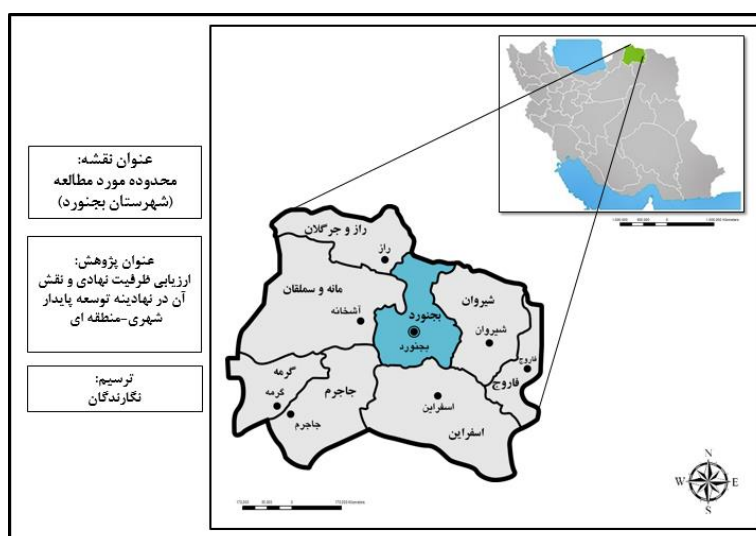 عنوان نقشه:
محدوده مورد مطالعه
(شهرستان بجنورد)
عنوان پژوهش:
ارزیابی ظرفیت نهادی و نقش
آن در نهادینه توسعه پایدار
شهری-منطقه ای
ترسیم:
نگارندگان
راز و جرگلان
راز
مانه و سملقان
آشخانه
بجنورد
بجنورد
شیروان
شیروان
فاروج
فاروج
گرمه
گرمه
جاجرم
جاجرم
اسفراین
اسفراین
N
W
E
S